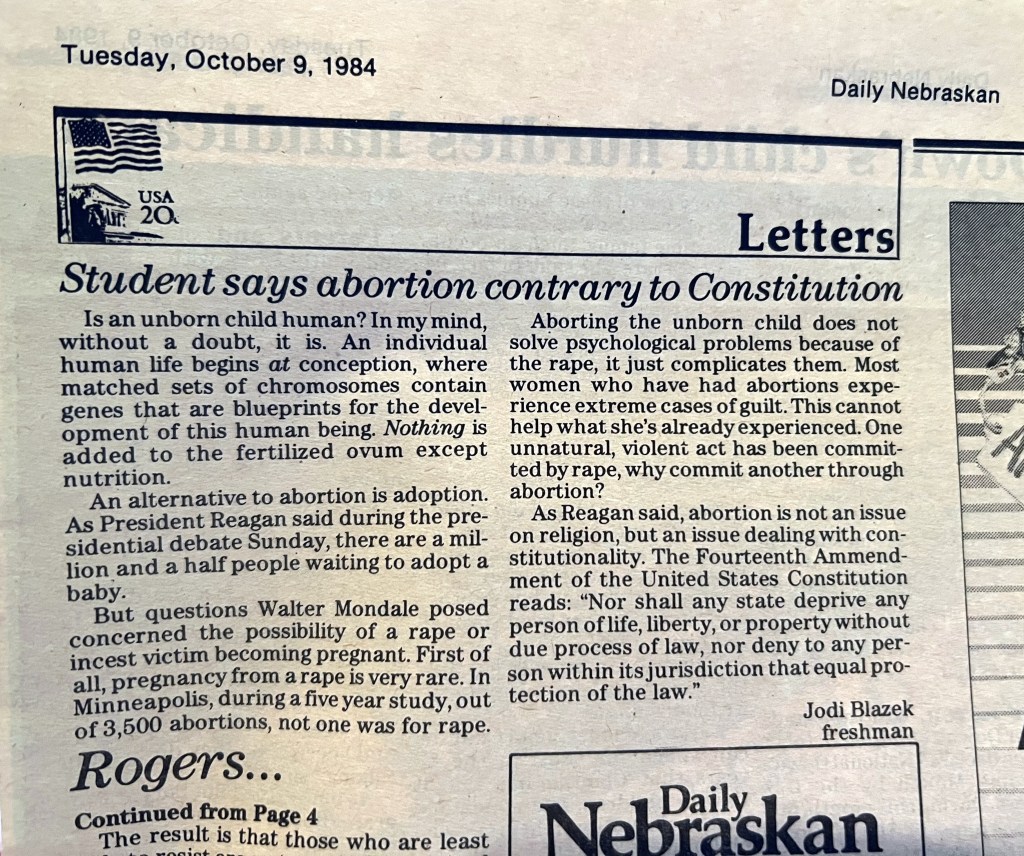 Tuesday, October 9, 1984
Daily Nebraskan
USA
20c
Letters
Student says abortion contrary to Constitution
Is an unborn child human? In my mind,
without a doubt, it is. An individual
human life begins at conception, where
matched sets of chromosomes contain
genes that are blueprints for the devel-
opment of this human being. Nothing is
added to the fertilized ovum except
nutrition.
An alternative to abortion is adoption.
As President Reagan said during the pre-
sidential debate Sunday, there are a mil-
lion and a half people waiting to adopt a
baby.
But questions Walter Mondale posed
concerned the possibility of a rape or
incest victim becoming pregnant. First of
all, pregnancy from a rape is very rare. In
Minneapolis, during a five year study, out
of 3,500 abortions, not one was for rape.
Aborting the unborn child does not
solve psychological problems because of
the rape, it just complicates them. Most
women who have had abortions expe-
rience extreme cases of guilt. This cannot
help what she's already experienced. One
unnatural, violent act has been commit-
ted by rape, why commit another through
abortion?
As Reagan said, abortion is not an issue
on religion, but an issue dealing with con-
stitutionality. The Fourteenth Ammend-
ment of the United States Constitution
reads: “Nor shall any state deprive any
person of life, liberty, or property without
due process of law, nor deny to any per-
son within its jurisdiction that equal pro-
tection of the law.”
Jodi Blazek
freshman
Rogers...
Continued from Page 4
The result is that those who are least
Daily
Nebraskan